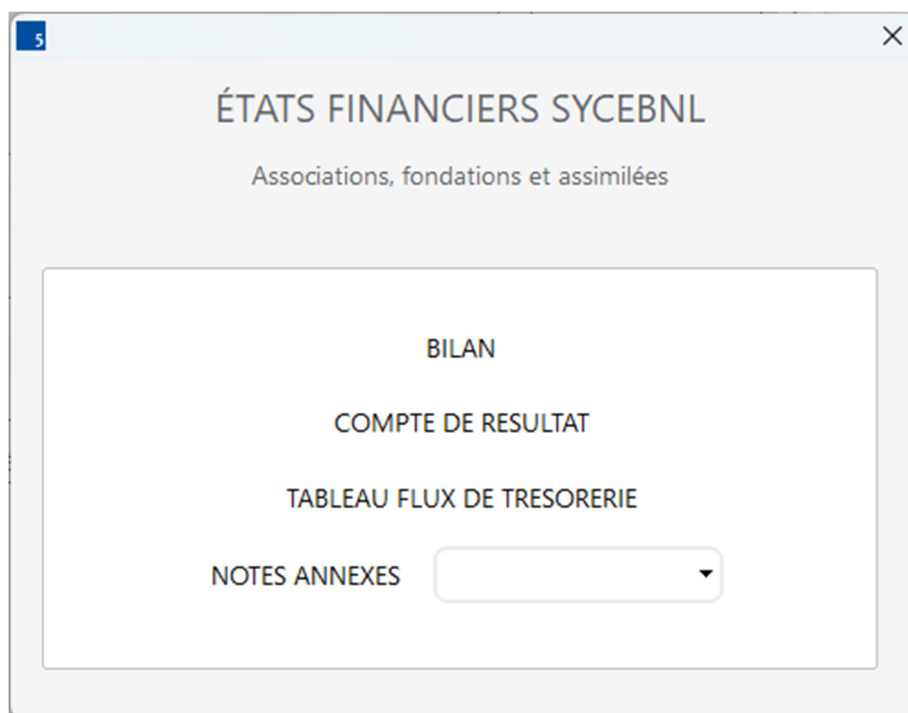 5
ÉTATS FINANCIERS SYCEBNL
Associations, fondations et assimilées
BILAN
COMPTE DE RESULTAT
TABLEAU FLUX DE TRESORERIE
NOTES ANNEXES